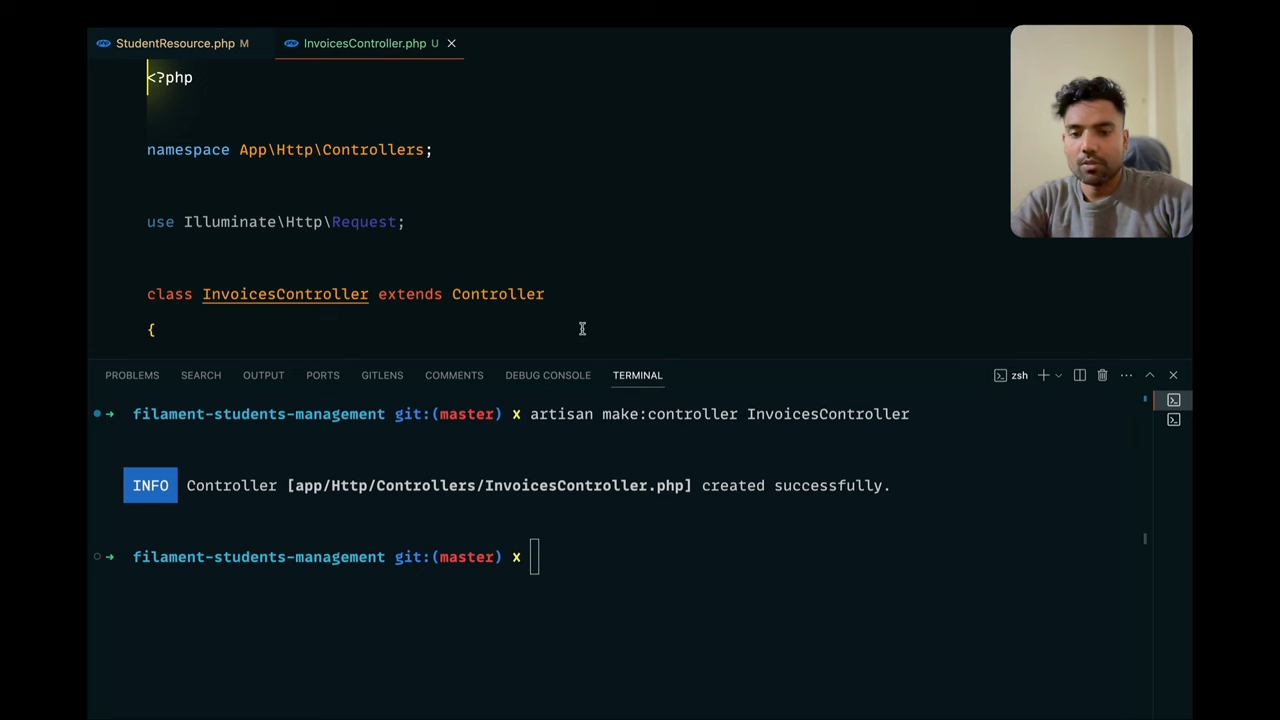 StudentResource.php M
InvoicesController.php U
<?php
namespace App\Http\Controllers;
use Illuminate\Http\Request;
class InvoicesController extends Controller
{
PROBLEMS SEARCH OUTPUT PORTS GITLENS COMMENTS DEBUG CONSOLE TERMINAL zsh
filament-students-management git:(master) x artisan make:controller InvoicesController
INFO Controller [app/Http/Controllers/InvoicesController.php] created successfully.
filament-students-management git:(master) x